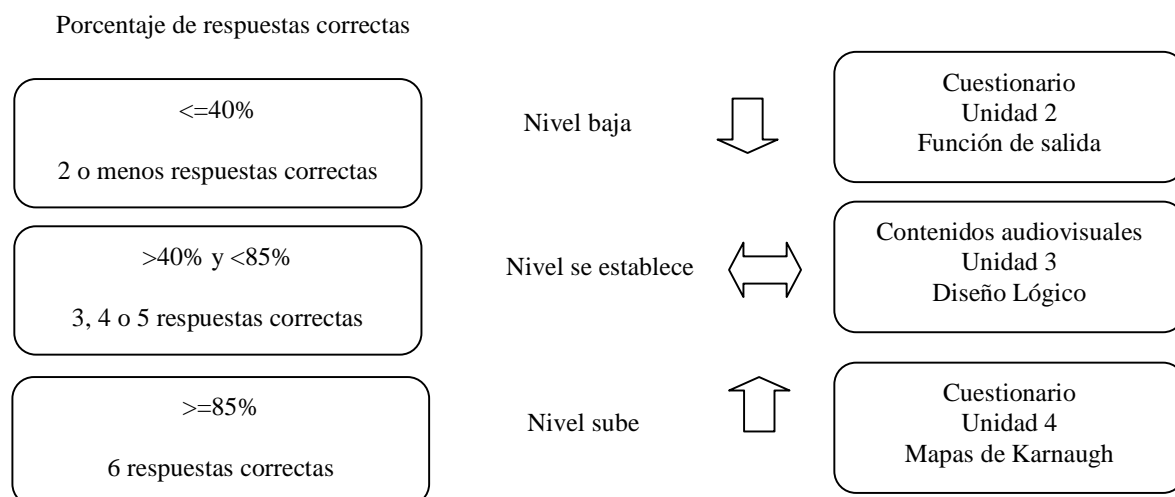 Porcentaje de respuestas correctas
<=40%
2 o menos respuestas correctas
Nivel baja
Cuestionario
Unidad 2
Función de salida
>40% y <85%
3, 4 o 5 respuestas correctas
Nivel se establece
Contenidos audiovisuales
Unidad 3
Diseño Lógico
>=85%
6 respuestas correctas
Nivel sube
Cuestionario
Unidad 4
Mapas de Karnaugh